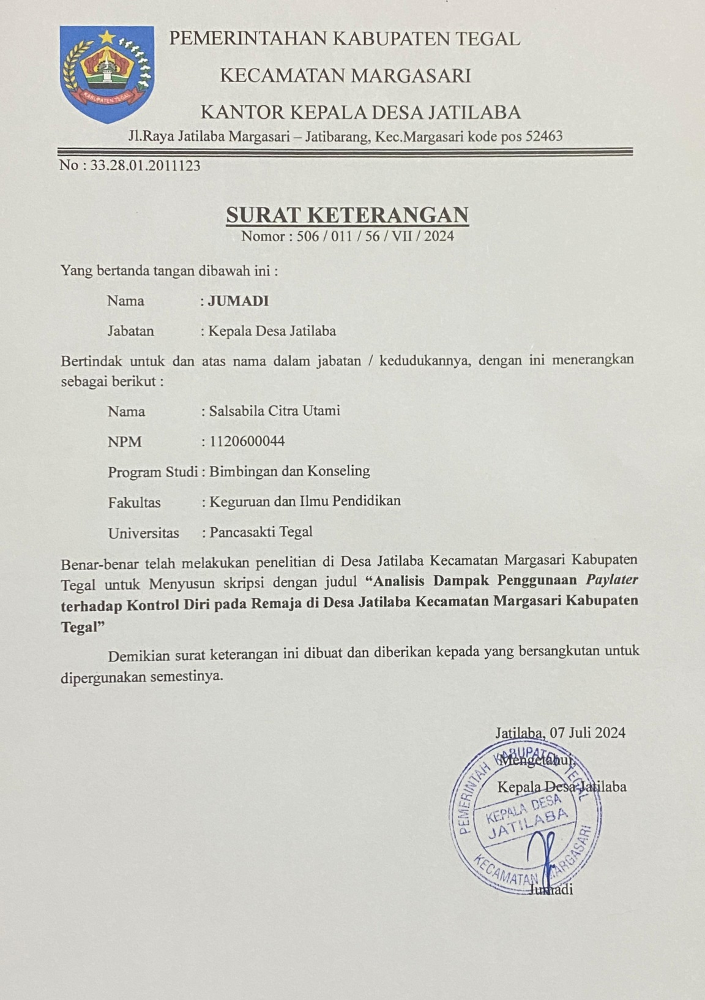 PEMERINTAHAN KABUPATEN TEGAL
KECAMATAN MARGASARI
KANTOR KEPALA DESA JATILABA
Jl.Raya Jatilaba Margasari – Jatibarang, Kec.Margasari kode pos 52463
KABUPATEN TEGAL
No : 33.28.01.2011123
SURAT KETERANGAN
Nomor : 506 / 011 / 56 / VII / 2024
Yang bertanda tangan dibawah ini :
Nama : JUMADI
Jabatan : Kepala Desa Jatilaba
Bertindak untuk dan atas nama dalam jabatan / kedudukannya, dengan ini menerangkan
sebagai berikut :
Nama : Salsabila Citra Utami
NPM : 1120600044
Program Studi : Bimbingan dan Konseling
Fakultas : Keguruan dan Ilmu Pendidikan
Universitas : Pancasakti Tegal
Benar-benar telah melakukan penelitian di Desa Jatilaba Kecamatan Margasari Kabupaten
Tegal untuk Menyusun skripsi dengan judul “Analisis Dampak Penggunaan Paylater
terhadap Kontrol Diri pada Remaja di Desa Jatilaba Kecamatan Margasari Kabupaten
Tegal”
Demikian surat keterangan ini dibuat dan diberikan kepada yang bersangkutan untuk
dipergunakan semestinya.
Jatilaba, 07 Juli 2024
Mengetahui,
Kepala Desa Jatilaba
PEMERINTAH KABUPATEN TEGAL
KEPALA DESA
JATILABA
KECAMATAN MARGASARI
Jumadi